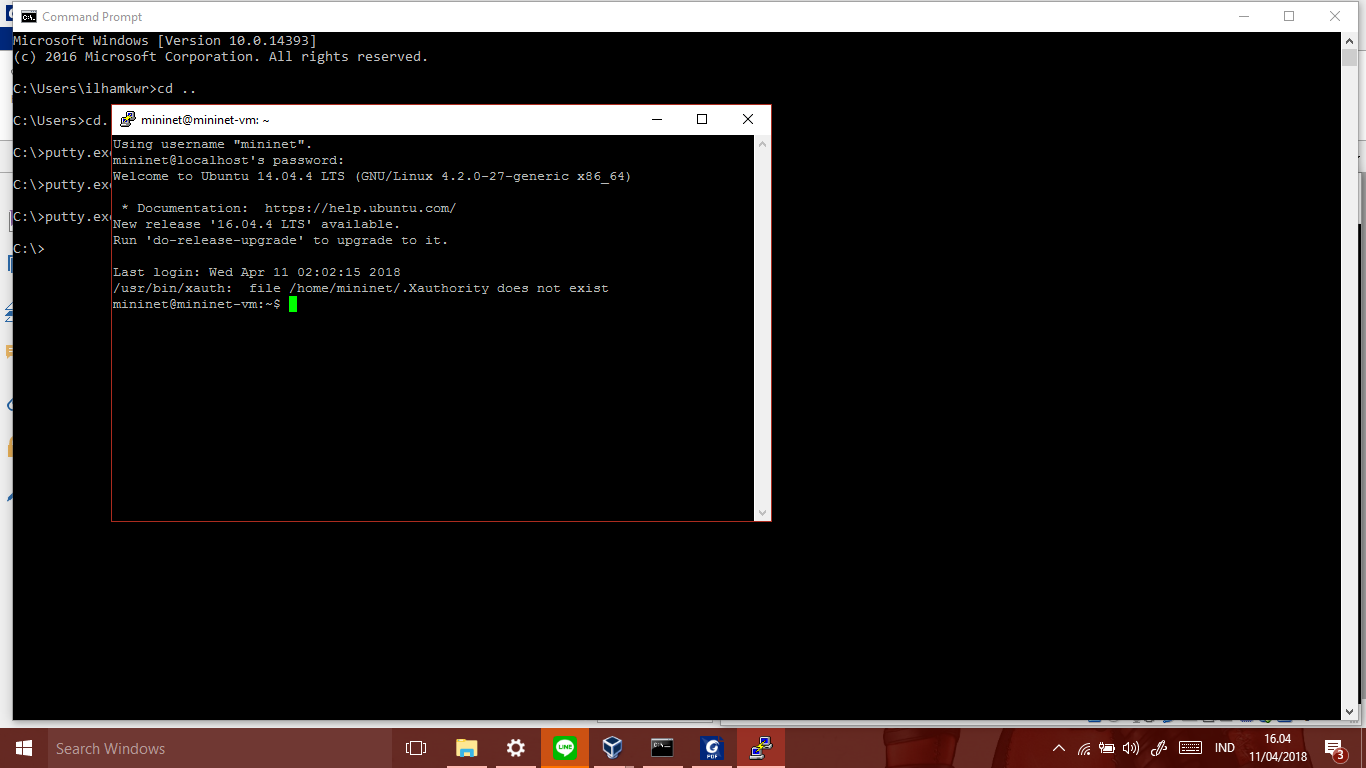 Command Prompt
Microsoft Windows [Version 10.0.14393]
(c) 2016 Microsoft Corporation. All rights reserved.
C:\Users\ilhamkwr>cd ..
C:\Users>cd.
C:\>putty.exe
C:\>putty.exe
C:\>putty.exe
C:\>
mininet@mininet-vm: ~
Using username "mininet".
mininet@localhost's password:
Welcome to Ubuntu 14.04.4 LTS (GNU/Linux 4.2.0-27-generic x86_64)
* Documentation:  https://help.ubuntu.com/
New release '16.04.4 LTS' available.
Run 'do-release-upgrade' to upgrade to it.
Last login: Wed Apr 11 02:02:15 2018
/usr/bin/xauth:  file /home/mininet/.Xauthority does not exist
mininet@mininet-vm:~$
Search Windows
LINE
PDF
IND
16.04
11/04/2018
3